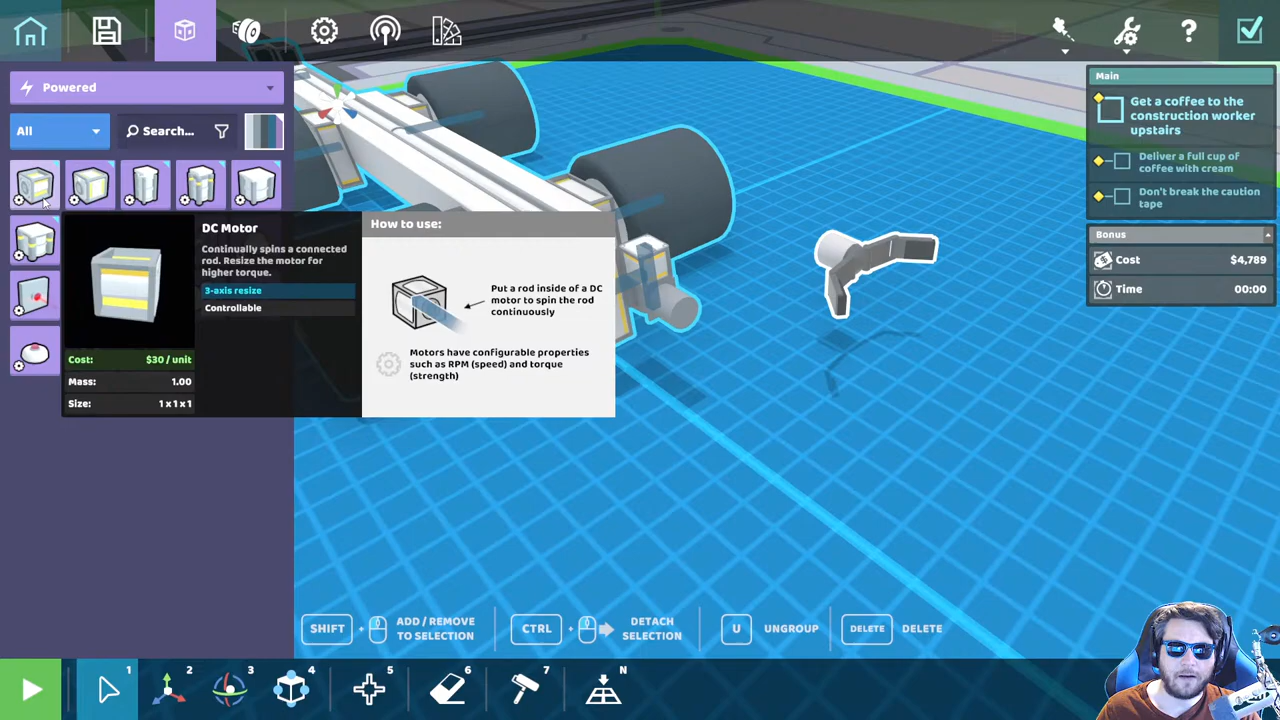 Powered
All
Search...
DC Motor
Continually spins a connected
rod. Resize the motor for
higher torque.
3-axis resize
Controllable
Cost: $30 / unit
Mass: 1.00
Size: 1 x 1 x 1
How to use:
Put a rod inside of a DC
motor to spin the rod
continuously
Motors have configurable properties
such as RPM (speed) and torque
(strength)
Main
Get a coffee to the
construction worker
upstairs
Deliver a full cup of
coffee with cream
Don't break the caution
tape
Bonus
Cost $4,789
Time 00:00
SHIFT + ADD / REMOVE
TO SELECTION
CTRL + DETACH
SELECTION
U UNGROUP
DELETE DELETE
1 2 3 4 5 6 7 N